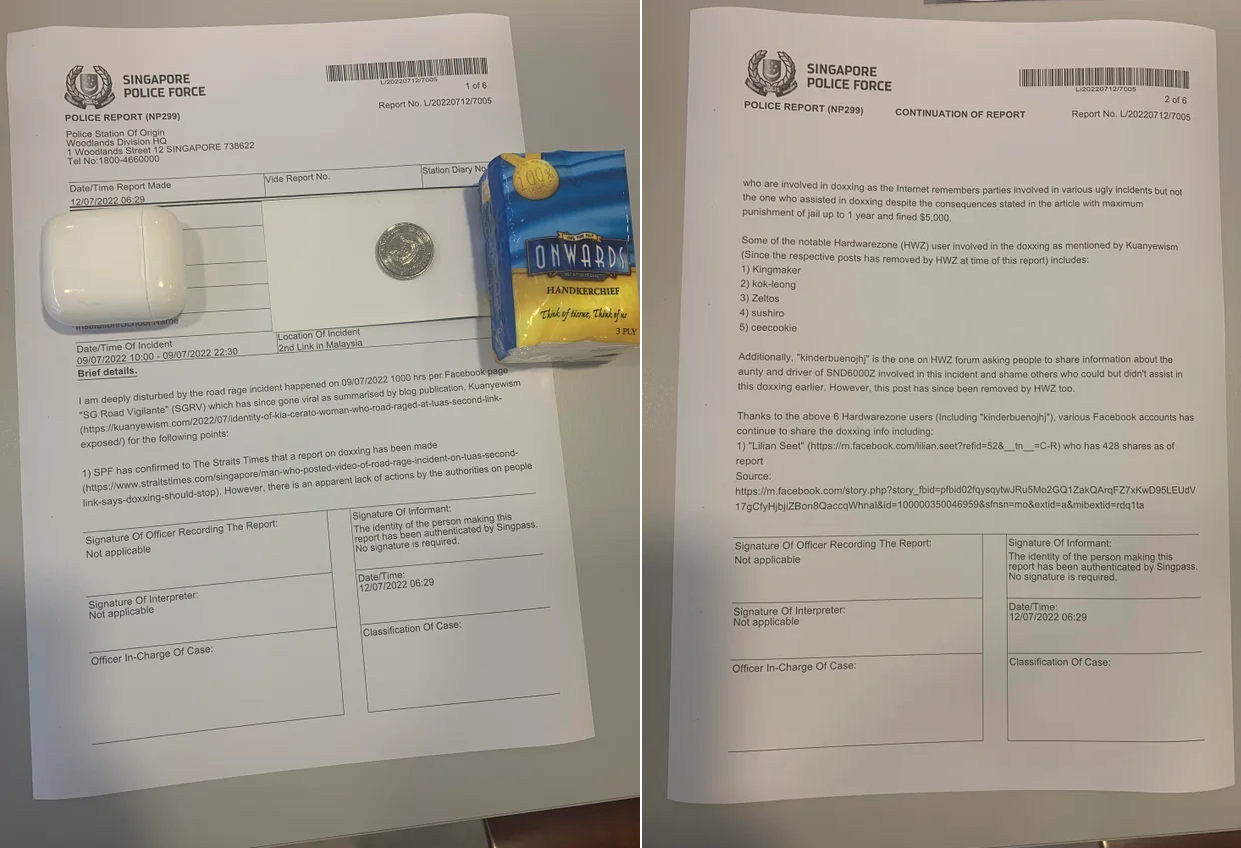 SINGAPORE
POLICE FORCE
L/20220712/7005
1 of 6
Report No. L/20220712/7005
POLICE REPORT (NP299)
Police Station Of Origin
Woodlands Division HQ
1 Woodlands Street 12 SINGAPORE 738622
Tel No:1800-4660000
Date/Time Report Made
Vide Report No.
Station Diary No
12/07/2022 06:29
100%
ONWARDS
HANDKERCHIEF
Think of tissue, Think of us
3 PLY
Institution/School Name
Date/Time Of Incident
Location Of Incident
09/07/2022 10:00 - 09/07/2022 22:30
2nd Link in Malaysia
Brief details.
I am deeply disturbed by the road rage incident happened on 09/07/2022 1000 hrs per Facebook page
"SG Road Vigilante" (SGRV) which has since gone viral as summarised by blog publication, Kuanyewism
(https://kuanyewism.com/2022/07/identity-of-kia-cerato-woman-who-road-raged-at-tuas-second-link-
exposed/) for the following points:
1) SPF has confirmed to The Straits Times that a report on doxxing has been made
(https://www.straitstimes.com/singapore/man-who-posted-video-of-road-rage-incident-on-tuas-second-
link-says-doxxing-should-stop). However, there is an apparent lack of actions by the authorities on people
Signature Of Officer Recording The Report:
Not applicable
Signature Of Informant:
The identity of the person making this
report has been authenticated by Singpass.
No signature is required.
Date/Time:
12/07/2022 06:29
Signature Of Interpreter:
Not applicable
Classification Of Case:
Officer In-Charge Of Case:
SINGAPORE
POLICE FORCE
L/20220712/7005
2 of 6
POLICE REPORT (NP299)
CONTINUATION OF REPORT
Report No. L/20220712/7005
who are involved in doxxing as the Internet remembers parties involved in various ugly incidents but not
the one who assisted in doxxing despite the consequences stated in the article with maximum
punishment of jail up to 1 year and fined $5,000.
Some of the notable Hardwarezone (HWZ) user involved in the doxxing as mentioned by Kuanyewism
(Since the respective posts has removed by HWZ at time of this report) includes:
1) Kingmaker
2) kok-leong
3) Zeltos
4) sushiro
5) ceecookie
Additionally, "kinderbuenojhj" is the one on HWZ forum asking people to share information about the
aunty and driver of SND6000Z involved in this incident and shame others who could but didn't assist in
this doxxing earlier. However, this post has since been removed by HWZ too.
Thanks to the above 6 Hardwarezone users (Including "kinderbuenojhj"), various Facebook accounts has
continue to share the doxxing info including:
1) "Lilian Seet" (https://m.facebook.com/lilian.seet?refid=52&__tn__=C-R) who has 428 shares as of
report
Source:
https://m.facebook.com/story.php?story_fbid=pfbid02fqysqytwJRu5Mo2GQ1ZakQArqFZ7xKwD95LEUdV
17gCfyHjbjiZBon8QaccqWhnal&id=100000350046959&sfnsn=mo&extid=a&mibextid=rdq1ta
Signature Of Officer Recording The Report:
Not applicable
Signature Of Informant:
The identity of the person making this
report has been authenticated by Singpass.
No signature is required.
Signature Of Interpreter:
Not applicable
Date/Time:
12/07/2022 06:29
Officer In-Charge Of Case:
Classification Of Case: